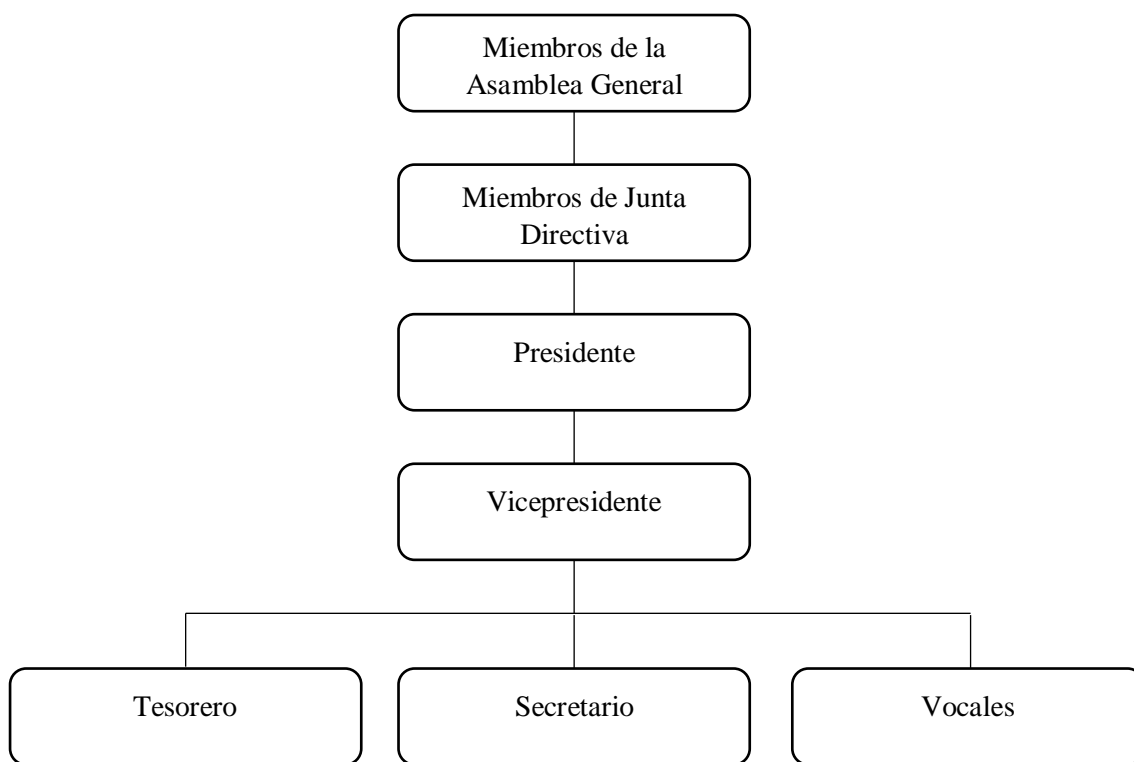 Miembros de la
Asamblea General
Miembros de Junta
Directiva
Presidente
Vicepresidente
Tesorero
Secretario
Vocales